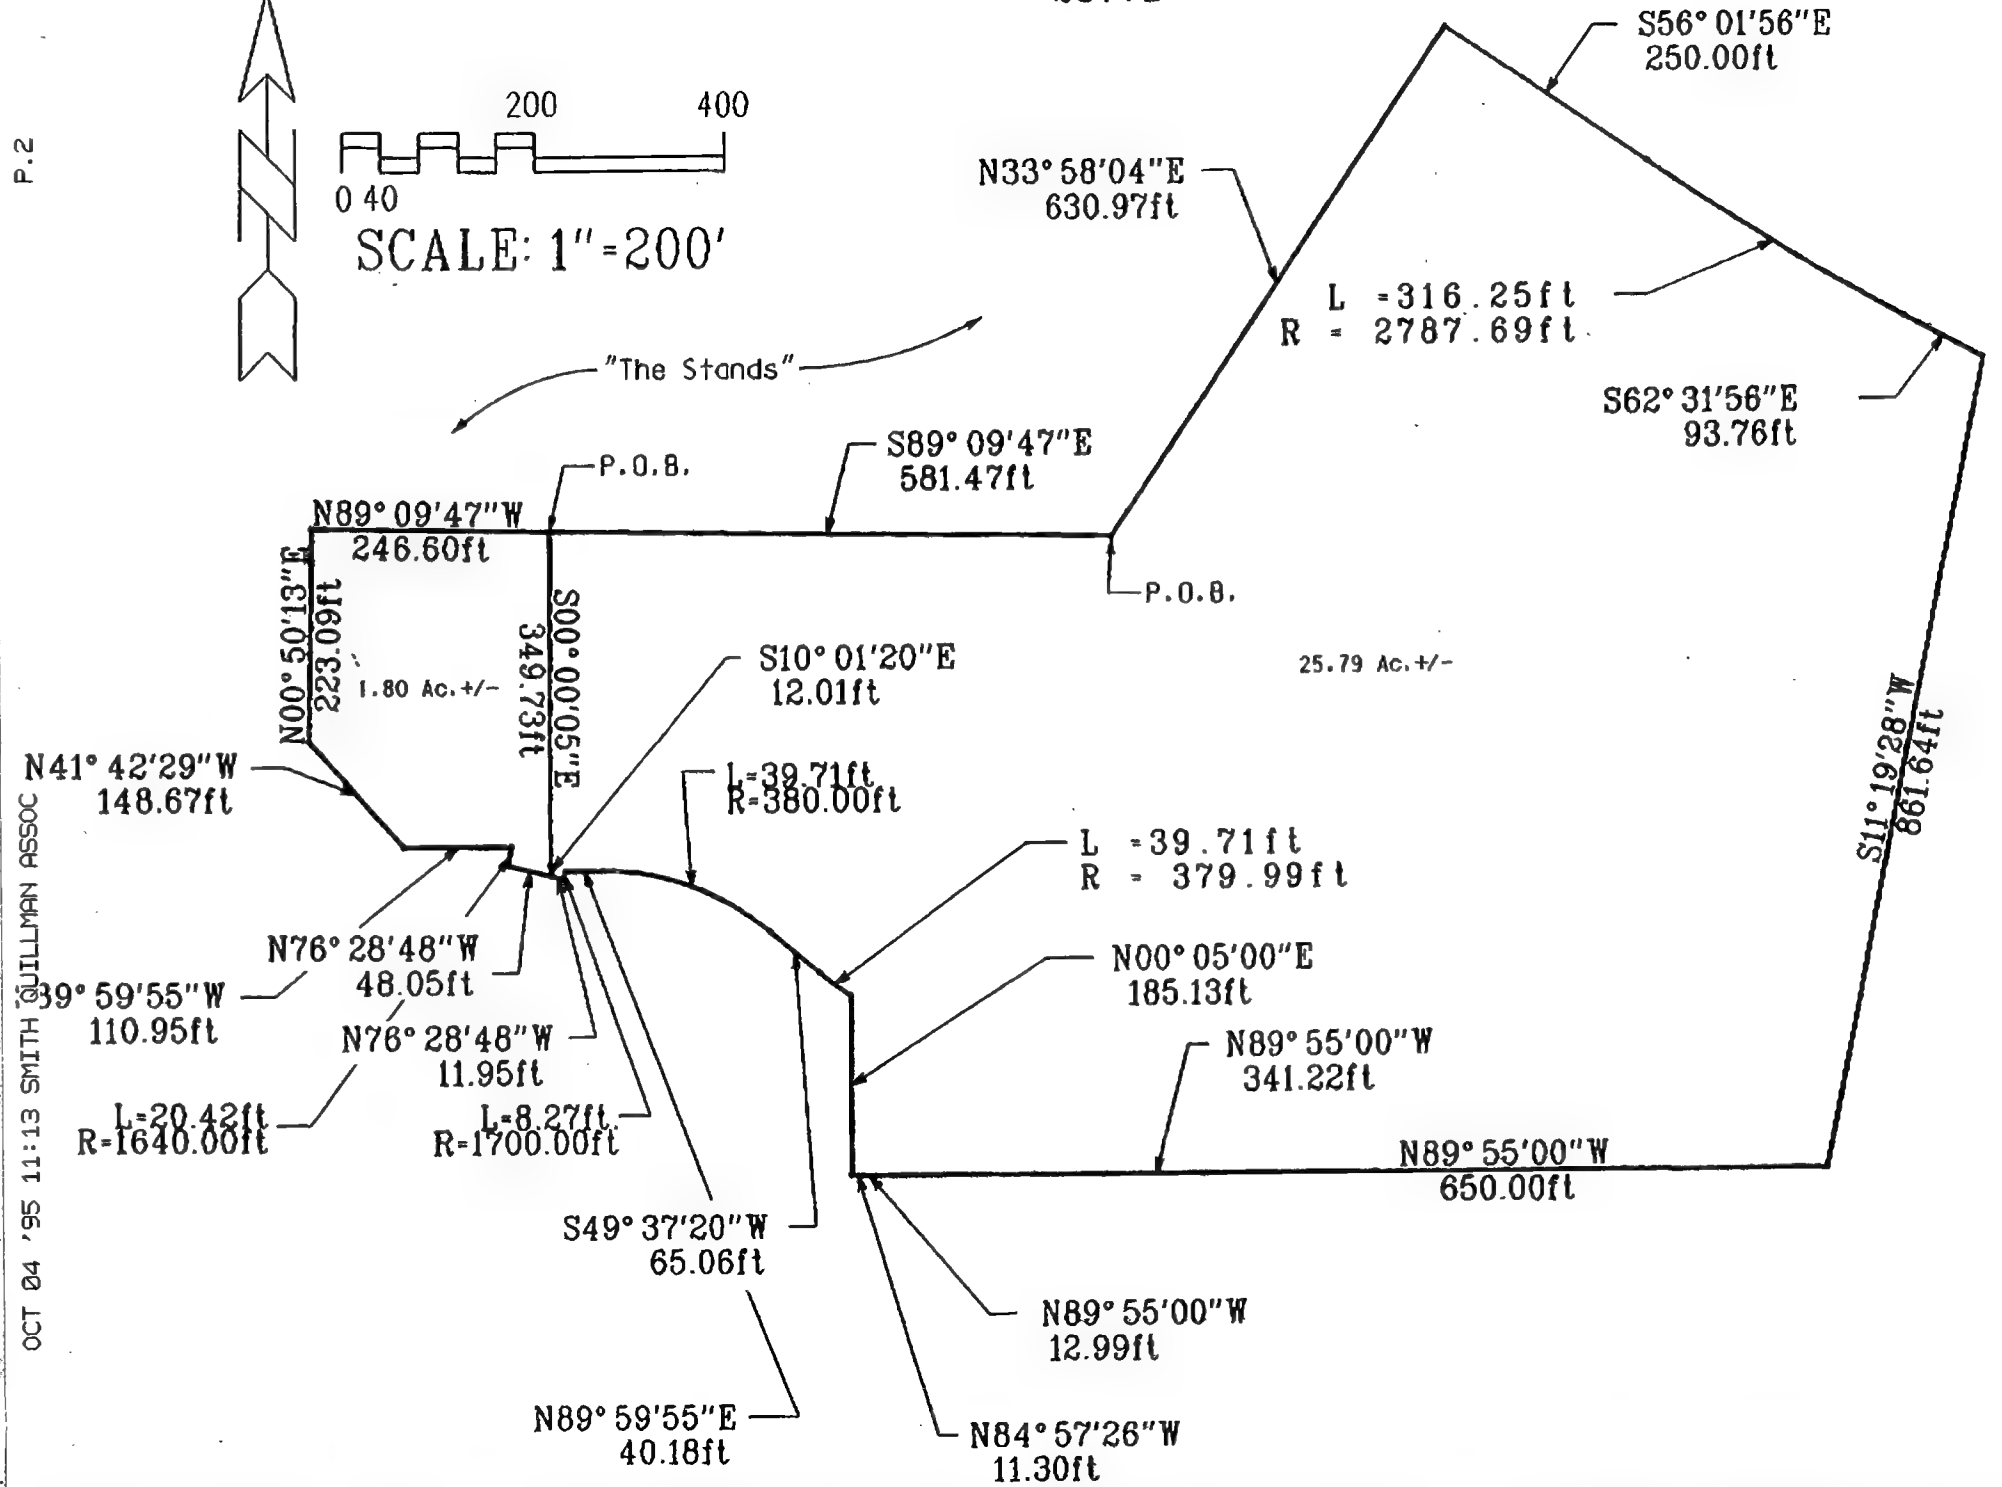 S56°01'56"E
250.00ft
200 400
0 40
SCALE: 1"=200'
P.2
N33°58'04"E
630.97ft
L =316.25ft
R = 2787.69ft
"The Stands"
S62°31'56"E
93.76ft
S89°09'47"E
581.47ft
P.O.B.
N89°09'47"W
246.60ft
N00°50'13"E
223.09ft
S00°00'05"E
349.73ft
P.O.B.
S10°01'20"E
12.01ft
25.79 Ac.+/-
1.80 Ac.+/-
S11°19'28"W
861.64ft
N41°42'29"W
148.67ft
L=39.71ft
R=380.00ft
L =39.71ft
R = 379.99ft
N76°28'48"W
48.05ft
39°59'55"W
110.95ft
N00°05'00"E
185.13ft
N76°28'48"W
11.95ft
N89°55'00"W
341.22ft
L=20.42ft
R=1640.00ft
L=8.27ft
R=1700.00ft
N89°55'00"W
650.00ft
S49°37'20"W
65.06ft
N89°55'00"W
12.99ft
N89°59'55"E
40.18ft
N84°57'26"W
11.30ft
OCT 04 '95 11:13 SMITH QUILLMAN ASSOC